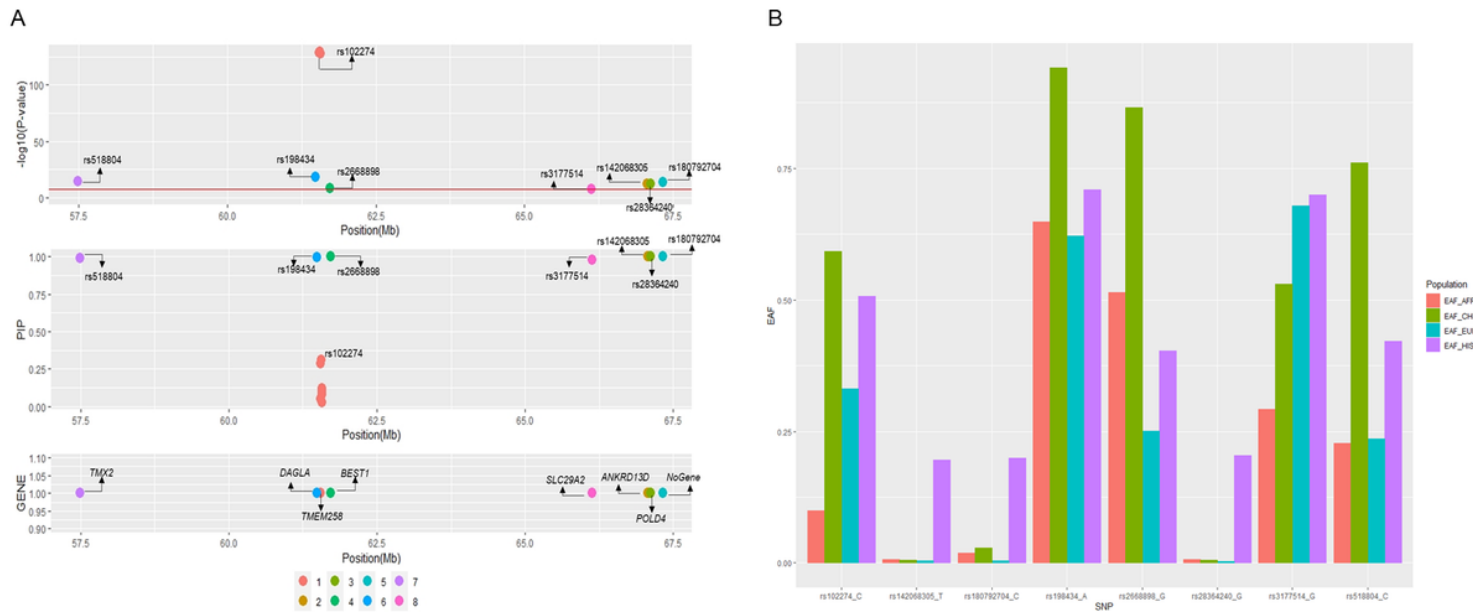 A
rs102274
100
-log10(P-value)
50
rs518804
rs198434
rs2668898
rs3177514
rs142068305
rs180792704
0
rs28364240
57.5 60.0 62.5 65.0 67.5
Position(Mb)
rs142068305
rs180792704
1.00
rs518804
rs198434
rs2668898
rs3177514
rs28364240
0.75
PIP
0.50
rs102274
0.25
0.00
57.5 60.0 62.5 65.0 67.5
Position(Mb)
1.10
TMX2 DAGLA BEST1 SLC29A2 ANKRD13D NoGene
1.05
GENE
1.00
0.95
TMEM258 POLD4
0.90
57.5 60.0 62.5 65.0 67.5
Position(Mb)
1 3 5 7
2 4 6 8
B
0.75
0.50
EAF
0.25
0.00
rs102274_C rs142068305_T rs180792704_C rs198434_A rs2668898_G rs28364240_G rs3177514_G rs518804_C
SNP
Population
EAF_AFR
EAF_CHI
EAF_EUR
EAF_HIS